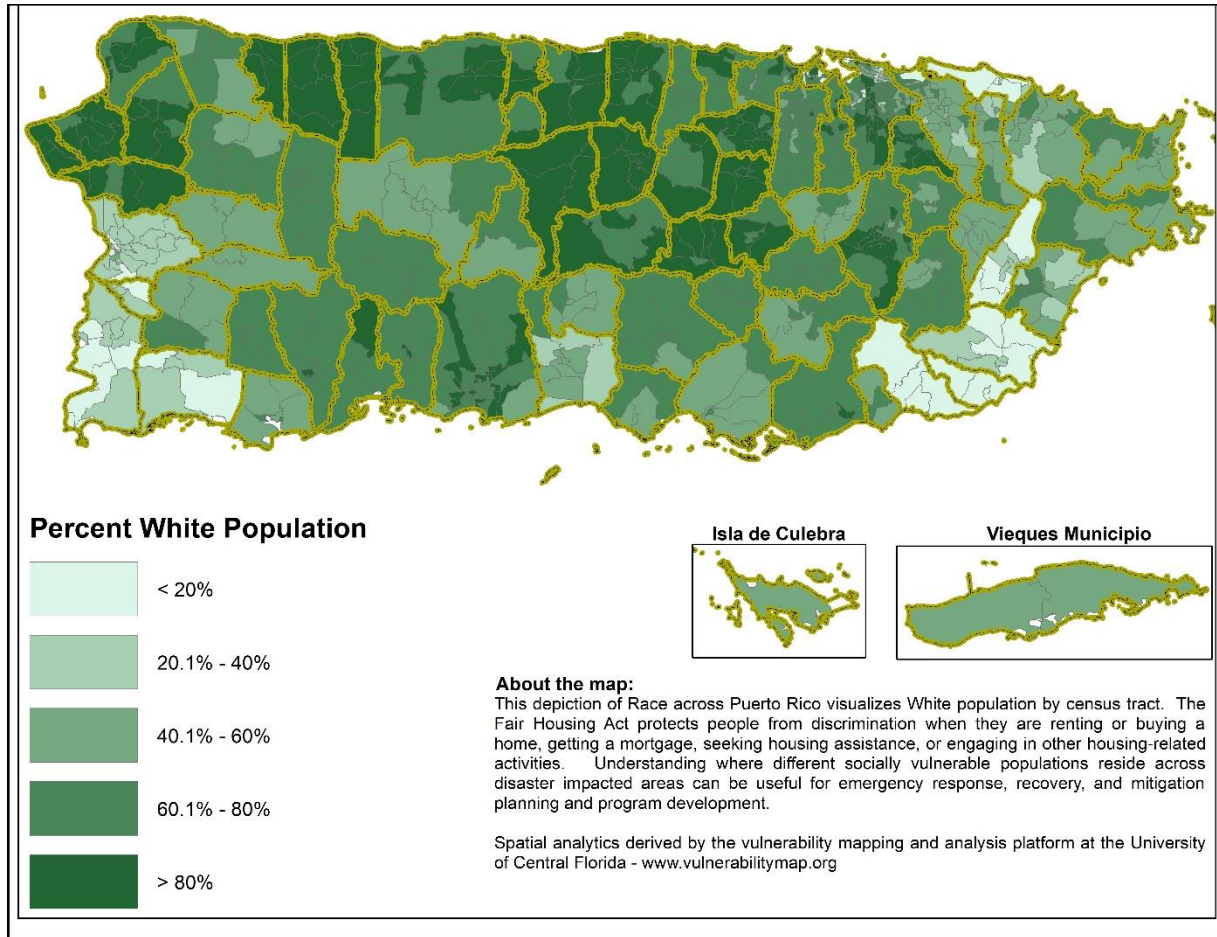 Percent White Population
< 20%
20.1% - 40%
40.1% - 60%
60.1% - 80%
> 80%
Isla de Culebra
Vieques Municipio
About the map:
This depiction of Race across Puerto Rico visualizes White population by census tract. The
Fair Housing Act protects people from discrimination when they are renting or buying a
home, getting a mortgage, seeking housing assistance, or engaging in other housing-related
activities. Understanding where different socially vulnerable populations reside across
disaster impacted areas can be useful for emergency response, recovery, and mitigation
planning and program development.
Spatial analytics derived by the vulnerability mapping and analysis platform at the University
of Central Florida - www.vulnerabilitymap.org